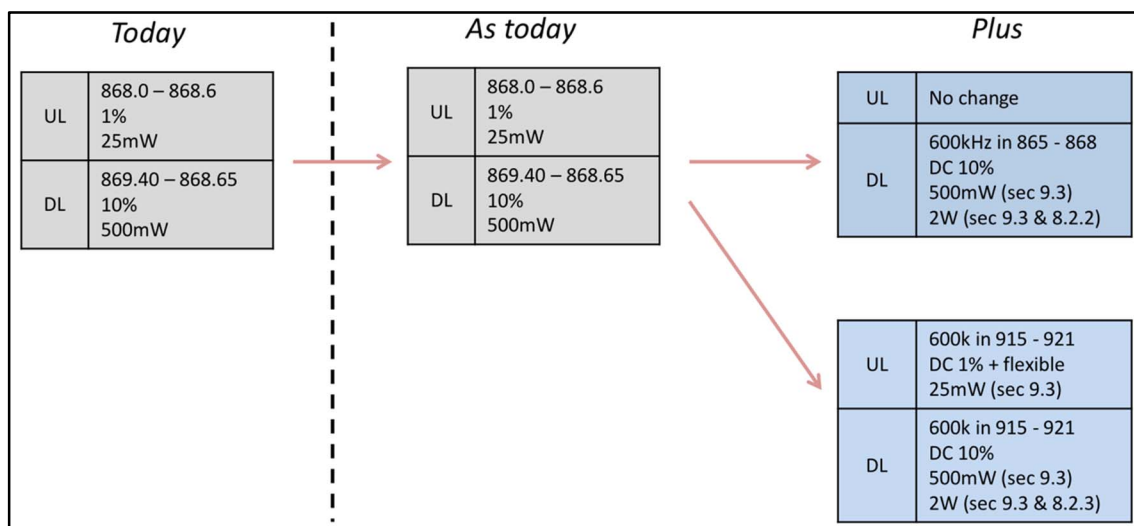 Today
As today
Plus
UL
868.0 – 868.6
1%
25mW
DL
869.40 – 868.65
10%
500mW
UL
868.0 – 868.6
1%
25mW
DL
869.40 – 868.65
10%
500mW
UL
No change
DL
600kHz in 865 - 868
DC 10%
500mW (sec 9.3)
2W (sec 9.3 & 8.2.2)
UL
600k in 915 - 921
DC 1% + flexible
25mW (sec 9.3)
DL
600k in 915 - 921
DC 10%
500mW (sec 9.3)
2W (sec 9.3 & 8.2.3)